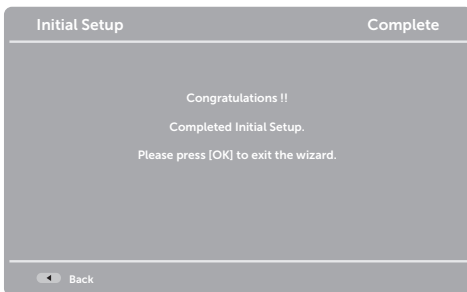 Initial Setup Complete
Congratulations !!
Completed Initial Setup.
Please press [OK] to exit the wizard.
Back